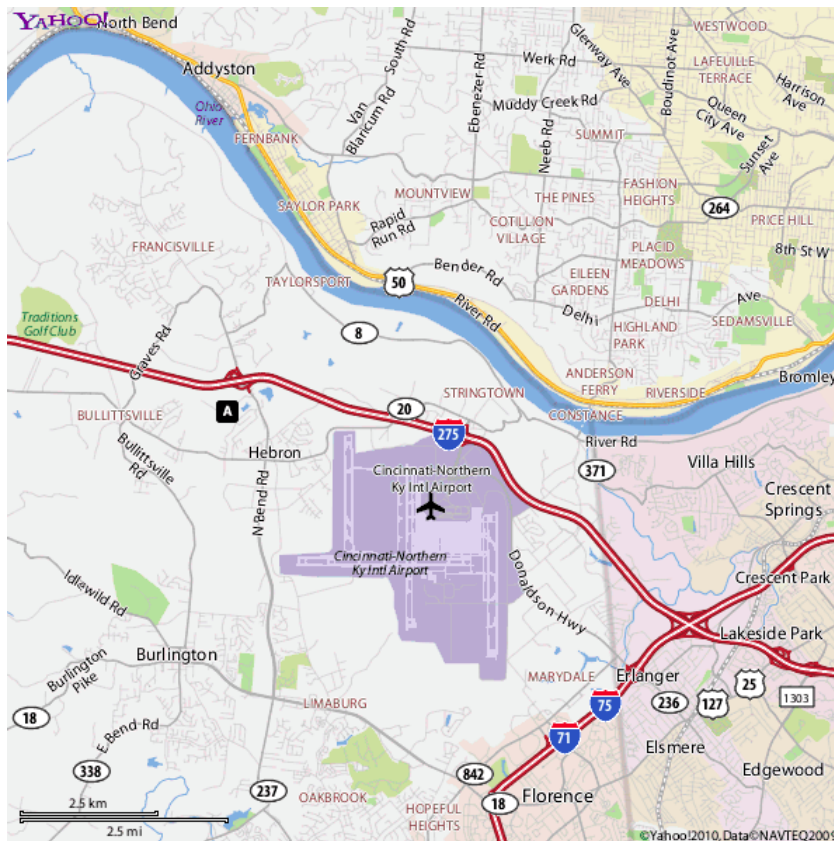 YAHOO!
North Bend
Addyston
Ohio
River
FERNBANK
Van
Blaricum Rd
South Rd
Ebenezer Rd
Werk Rd
Muddy Creek Rd
Neeb Rd
Glenway Ave
Boudinot Ave
WESTWOOD
LAFEUILLE
TERRACE
Harrison
Ave
Queen
City Ave
Sunset
Ave
SUMMIT
MOUNTVIEW
THE PINES
FASHION
HEIGHTS
264
PRICE HILL
SAYLOR PARK
Rapid
Run Rd
COTILLION
VILLAGE
PLACID
MEADOWS
8th St W
FRANCISVILLE
TAYLORSPORT
50
Bender Rd
EILEEN
GARDENS
Delhi
DELHI
Ave
SEDAMSVILLE
River Rd
HIGHLAND
PARK
Traditions
Golf Club
8
Graves Rd
ANDERSON
FERRY
RIVERSIDE
Bromley
STRINGTOWN
CONSTANCE
BULLITTSVILLE
A
20
275
River Rd
Bullittsville
Rd
Hebron
371
Villa Hills
Cincinnati-Northern
Ky Intl Airport
N Bend Rd
Crescent
Springs
Cincinnati-Northern
Ky Intl Airport
Donaldson Hwy
Crescent Park
Idlewild Rd
Lakeside Park
Burlington
Burlington
Pike
MARYDALE
Erlanger
18
LIMABURG
75
236
127
25
1303
E Bend Rd
71
Elsmere
338
842
Edgewood
237
OAKBROOK
HOPEFUL
HEIGHTS
18
Florence
2.5 km
2.5 mi
©Yahoo!2010, Data©NAVTEQ2009